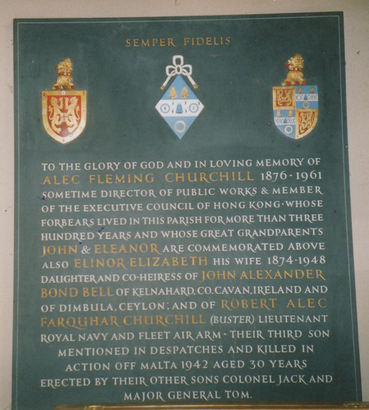 SEMPER FIDELIS
TO THE GLORY OF GOD AND IN LOVING MEMORY OF
ALEC FLEMING CHURCHILL 1876-1961
SOMETIME DIRECTOR OF PUBLIC WORKS & MEMBER
OF THE EXECUTIVE COUNCIL OF HONG KONG-WHOSE
FORBEARS LIVED IN THIS PARISH FOR MORE THAN THREE
HUNDRED YEARS AND WHOSE GREAT GRANDPARENTS
JOHN & ELEANOR ARE COMMEMORATED ABOVE
ALSO ELINOR ELIZABETH HIS WIFE 1874-1948
DAUGHTER AND CO-HEIRESS OF JOHN ALEXANDER
BOND BELL OF KELNAHARD, CO. CAVAN, IRELAND AND
OF DIMBULA, CEYLON; AND OF ROBERT ALEC
FARQUHAR CHURCHILL (BUSTER) LIEUTENANT
ROYAL NAVY AND FLEET AIR ARM - THEIR THIRD SON
MENTIONED IN DESPATCHES AND KILLED IN
ACTION OFF MALTA 1942 AGED 30 YEARS
ERECTED BY THEIR OTHER SONS COLONEL JACK AND
MAJOR GENERAL TOM.